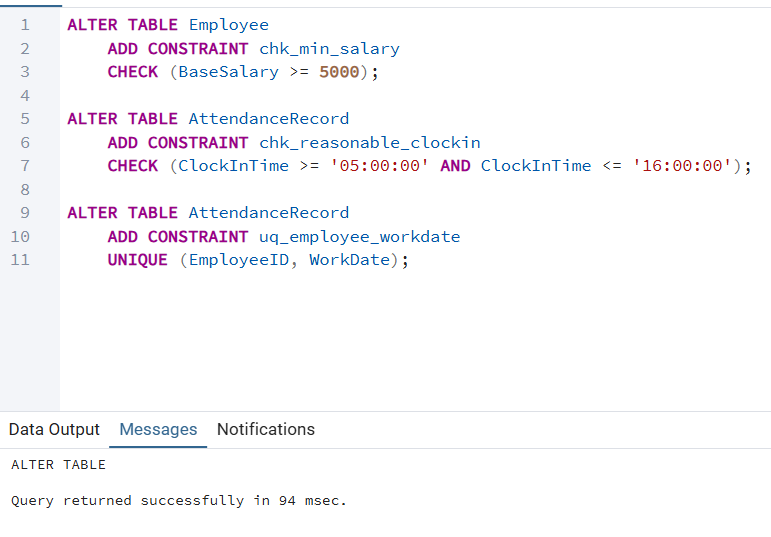 1 ALTER TABLE Employee
2 ADD CONSTRAINT chk_min_salary
3 CHECK (BaseSalary >= 5000);
4
5 ALTER TABLE AttendanceRecord
6 ADD CONSTRAINT chk_reasonable_clockin
7 CHECK (ClockInTime >= '05:00:00' AND ClockInTime <= '16:00:00');
8
9 ALTER TABLE AttendanceRecord
10 ADD CONSTRAINT uq_employee_workdate
11 UNIQUE (EmployeeID, WorkDate);
Data Output Messages Notifications
ALTER TABLE
Query returned successfully in 94 msec.